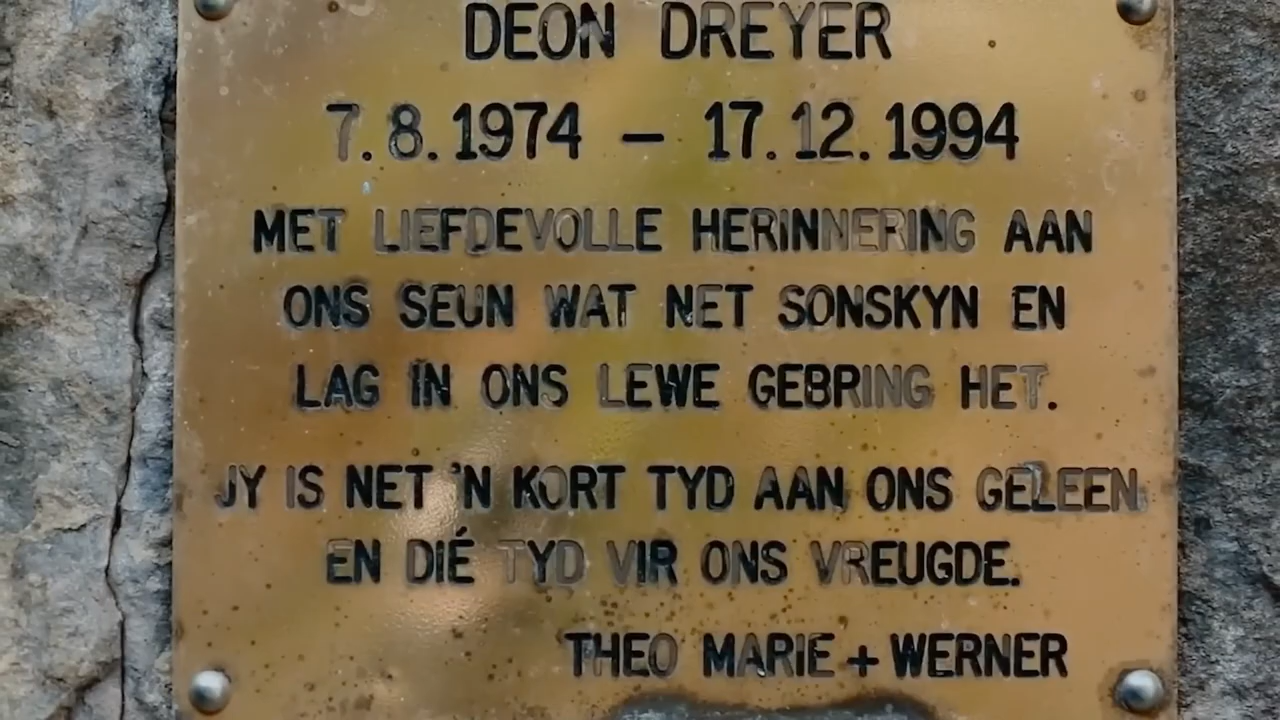 DEON DREYER
7.8.1974 — 17.12.1994
MET LIEFDEVOLLE HERINNERING AAN
ONS SEUN WAT NET SONSKYN EN
LAG IN ONS LEWE GEBRING HET.
JY IS NET 'N KORT TYD AAN ONS GELEEN
EN DIÉ TYD VIR ONS VREUGDE.
THEO MARIE + WERNER